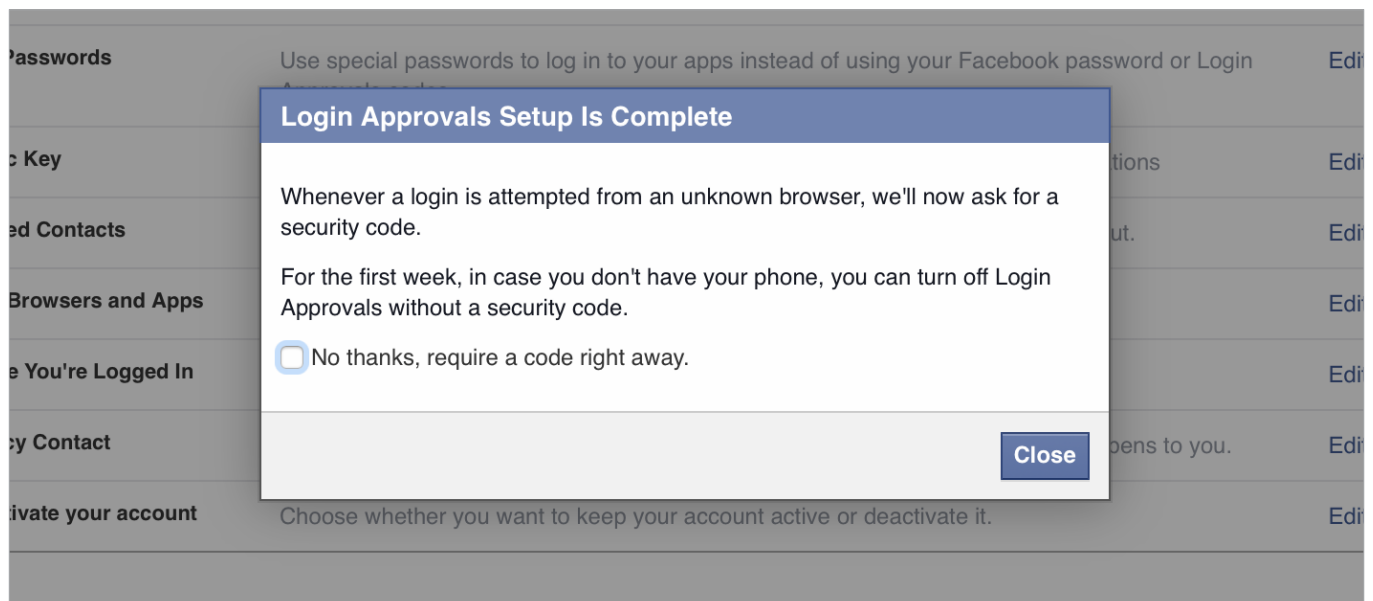 Passwords
Use special passwords to log in to your apps instead of using your Facebook password or Login
Edit
Login Approvals Setup Is Complete
Key
tions
Edit
Whenever a login is attempted from an unknown browser, we'll now ask for a
security code.
ed Contacts
ut.
Edit
For the first week, in case you don't have your phone, you can turn off Login
Approvals without a security code.
Browsers and Apps
Edit
No thanks, require a code right away.
e You're Logged In
Edit
cy Contact
pens to you.
Edit
Close
tivate your account
Choose whether you want to keep your account active or deactivate it.
Edit